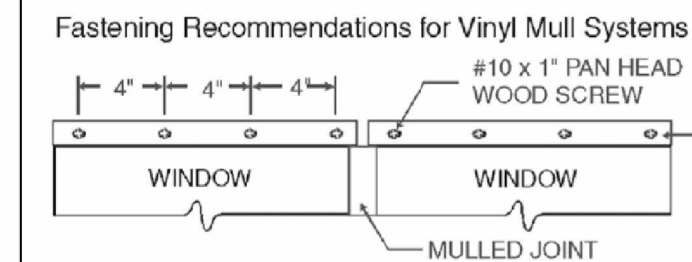 Fastening Recommendations for Vinyl Mull Systems
4" 4" 4"
#10 x 1" PAN HEAD
WOOD SCREW
WINDOW WINDOW
MULLED JOINT